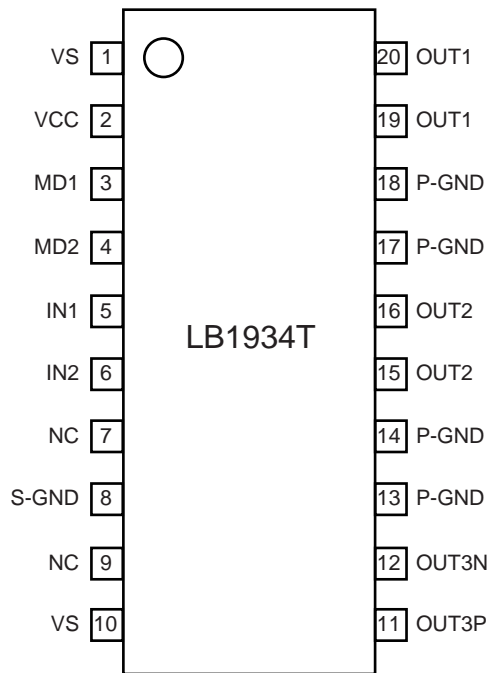 VS 1 20 OUT1
VCC 2 19 OUT1
MD1 3 18 P-GND
MD2 4 17 P-GND
IN1 5 16 OUT2
LB1934T
IN2 6 15 OUT2
NC 7 14 P-GND
S-GND 8 13 P-GND
NC 9 12 OUT3N
VS 10 11 OUT3P